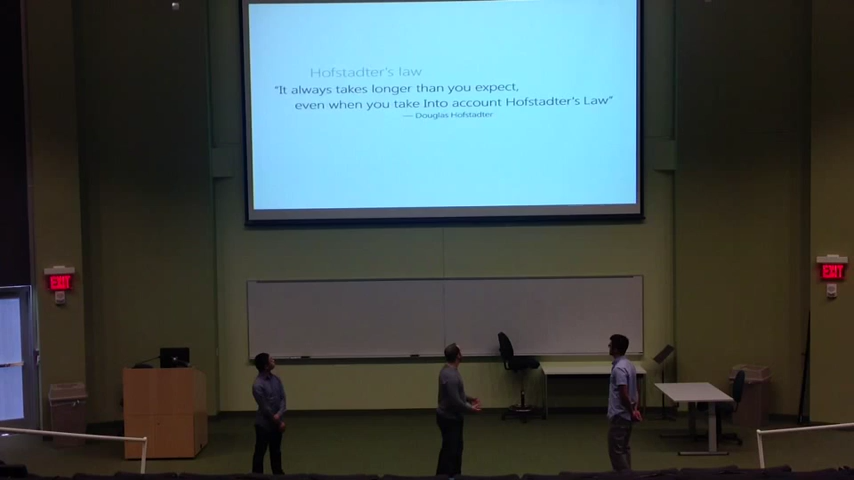 Hofstadter's law
"It always takes longer than you expect,
even when you take Into account Hofstadter's Law"
— Douglas Hofstadter
EXIT
EXIT